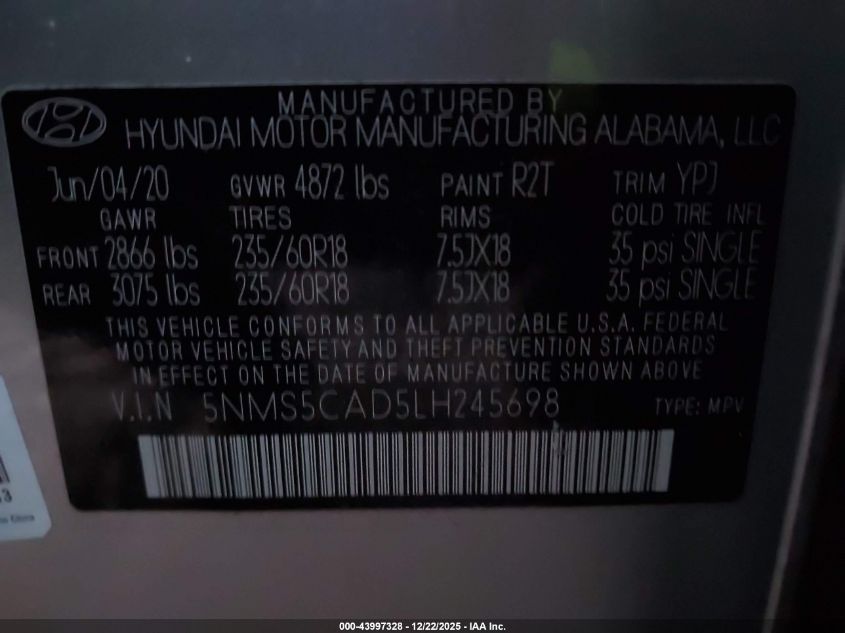 MANUFACTURED BY
HYUNDAI MOTOR MANUFACTURING ALABAMA, LLC
Jun/04/20 GVWR 4872 lbs PAINT R2T TRIM YPJ
GAWR TIRES RIMS COLD TIRE INFL
FRONT 2866 lbs 235/60R18 7.5JX18 35 psi SINGLE
REAR 3075 lbs 235/60R18 7.5JX18 35 psi SINGLE
THIS VEHICLE CONFORMS TO ALL APPLICABLE U.S.A. FEDERAL
MOTOR VEHICLE SAFETY AND THEFT PREVENTION STANDARDS
IN EFFECT ON THE DATE OF MANUFACTURE SHOWN ABOVE
V.I.N 5NMS5CAD5LH245698 TYPE: MPV
000-43997328 - 12/22/2025 - IAA Inc.